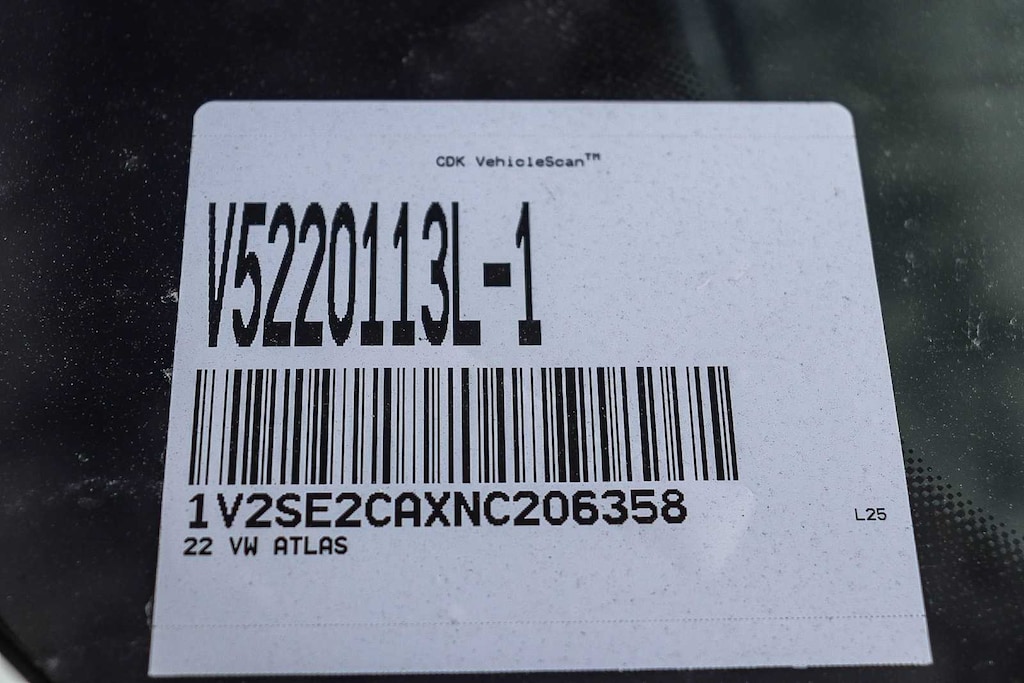 CDK VehicleScan™
V5220113L-1
1V2SE2CAXNC206358
L25
22 VW ATLAS